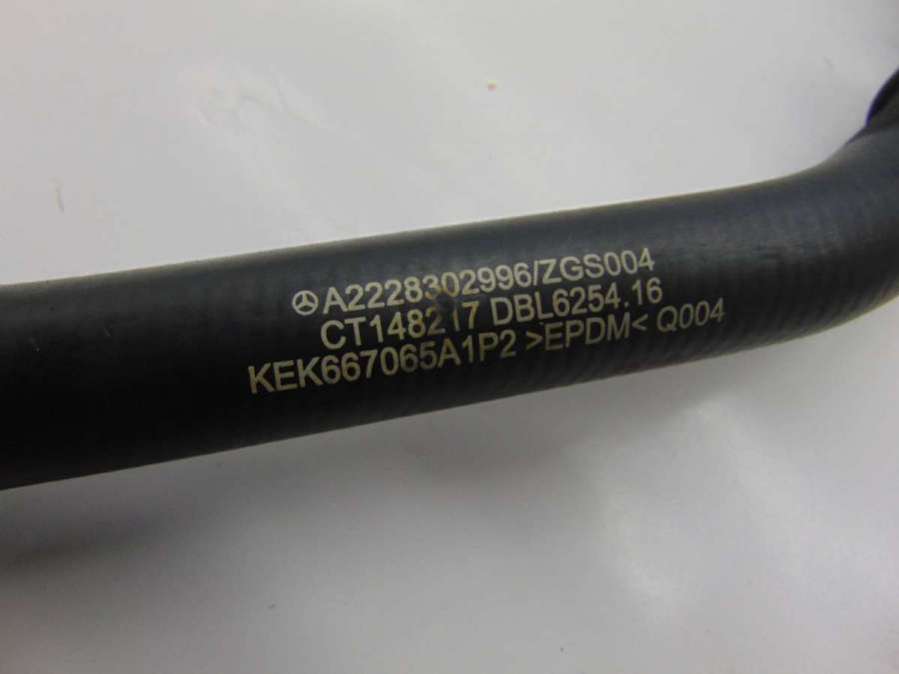 A2228302996/ZGS004
CT148217 DBL6254.16
KEK667065A1P2 >EPDM< Q004